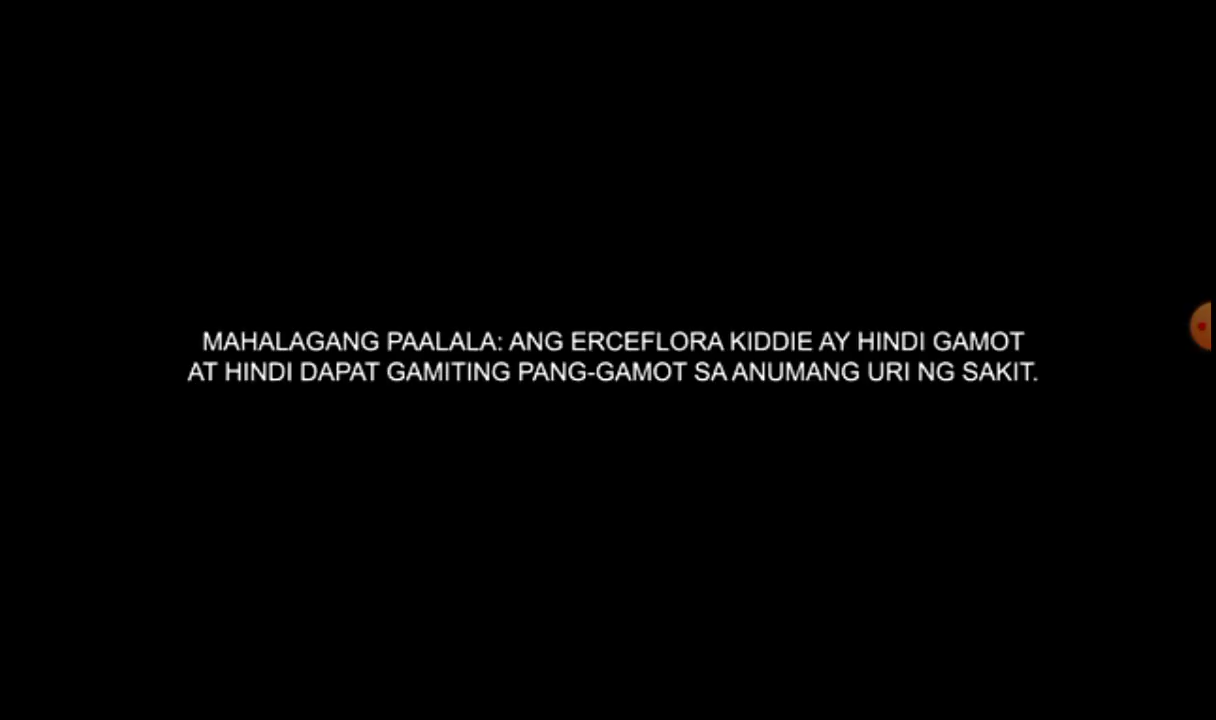 MAHALAGANG PAALALA: ANG ERCEFLORA KIDDIE AY HINDI GAMOT
AT HINDI DAPAT GAMITING PANG-GAMOT SA ANUMANG URI NG SAKIT.